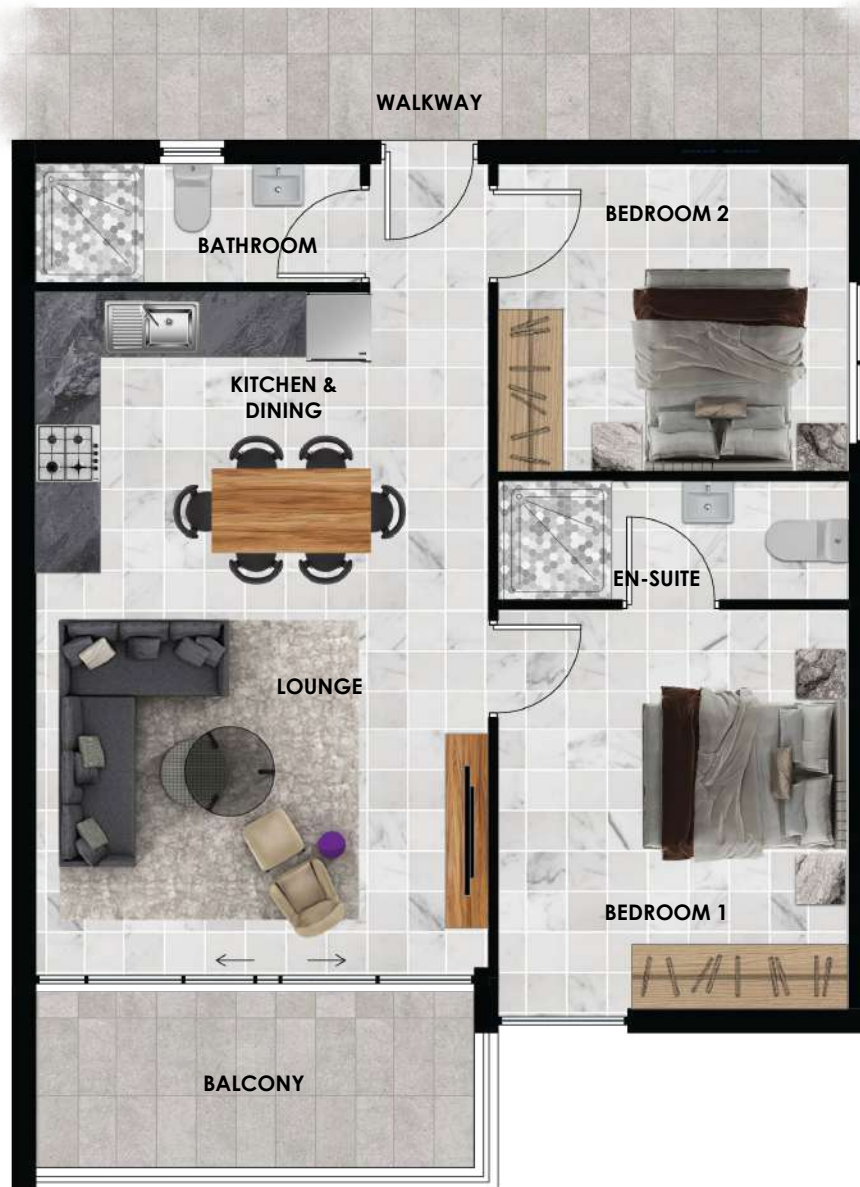 WALKWAY
BEDROOM 2
BATHROOM
KITCHEN &
DINING
EN-SUITE
LOUNGE
BEDROOM 1
BALCONY